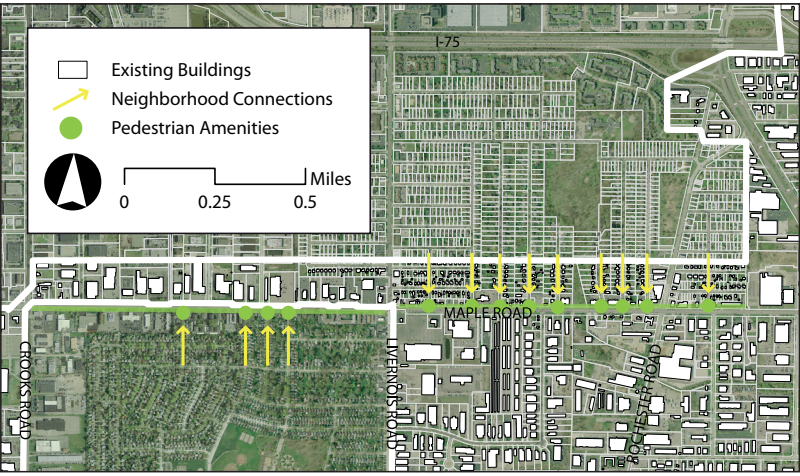 I-75
Existing Buildings
Neighborhood Connections
Pedestrian Amenities
Miles
0 0.25 0.5
MAPLE ROAD
CROOKS ROAD
LIVERNOIS ROAD
ROCHESTER ROAD